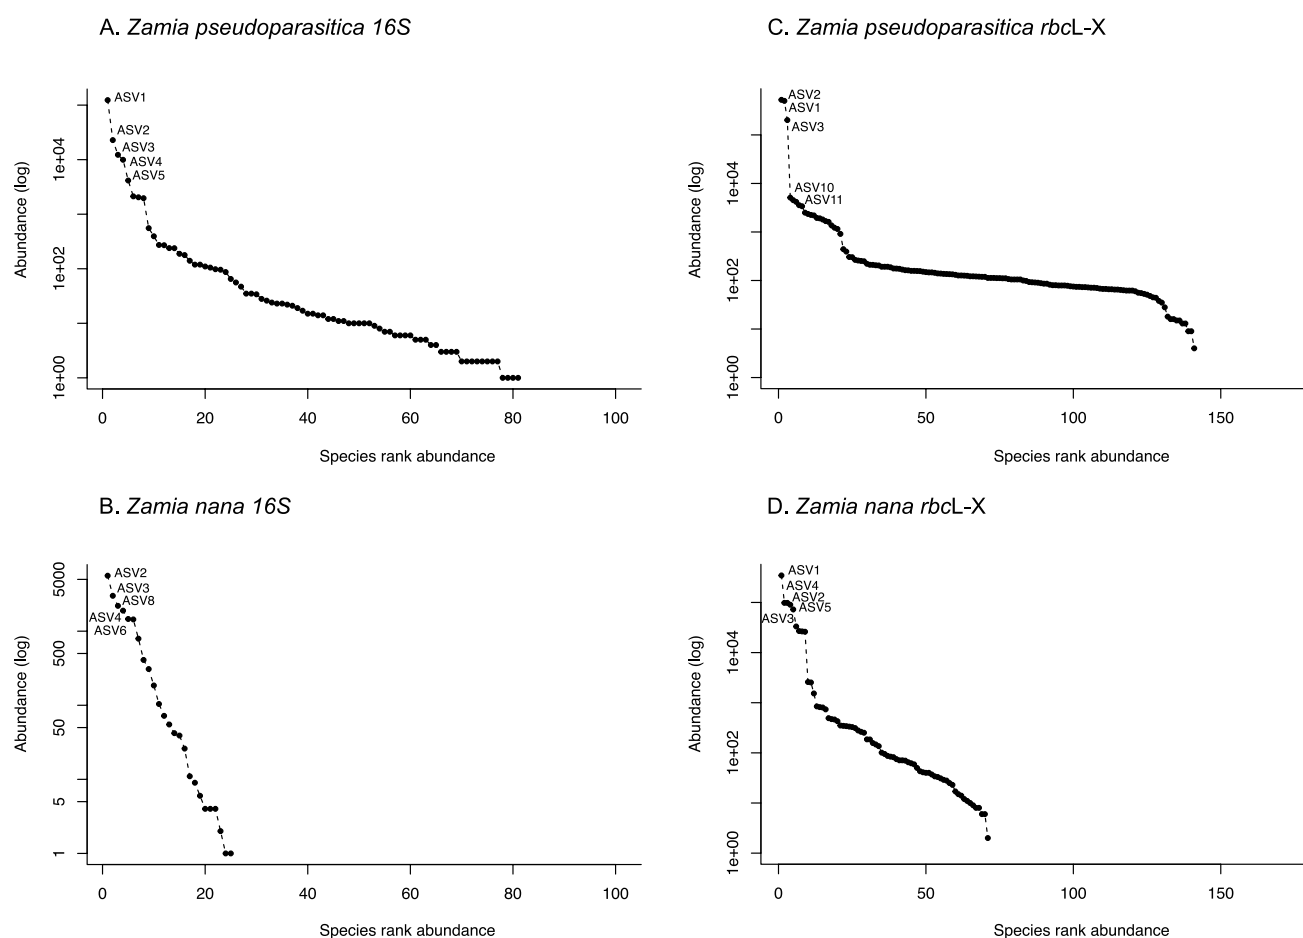 A. Zamia pseudoparasitica 16S
Abundance (log)
1e+04
1e+02
1e+00
ASV1
ASV2
ASV3
ASV4
ASV5
0 20 40 60 80 100
Species rank abundance
C. Zamia pseudoparasitica rbcL-X
Abundance (log)
1e+04
1e+02
1e+00
ASV2
ASV1
ASV3
ASV10
ASV11
0 50 100 150
Species rank abundance
B. Zamia nana 16S
Abundance (log)
5000
500
50
5
1
ASV2
ASV3
ASV8
ASV4
ASV6
0 20 40 60 80 100
Species rank abundance
D. Zamia nana rbcL-X
Abundance (log)
1e+04
1e+02
1e+00
ASV1
ASV4
ASV2
ASV5
ASV3
0 50 100 150
Species rank abundance